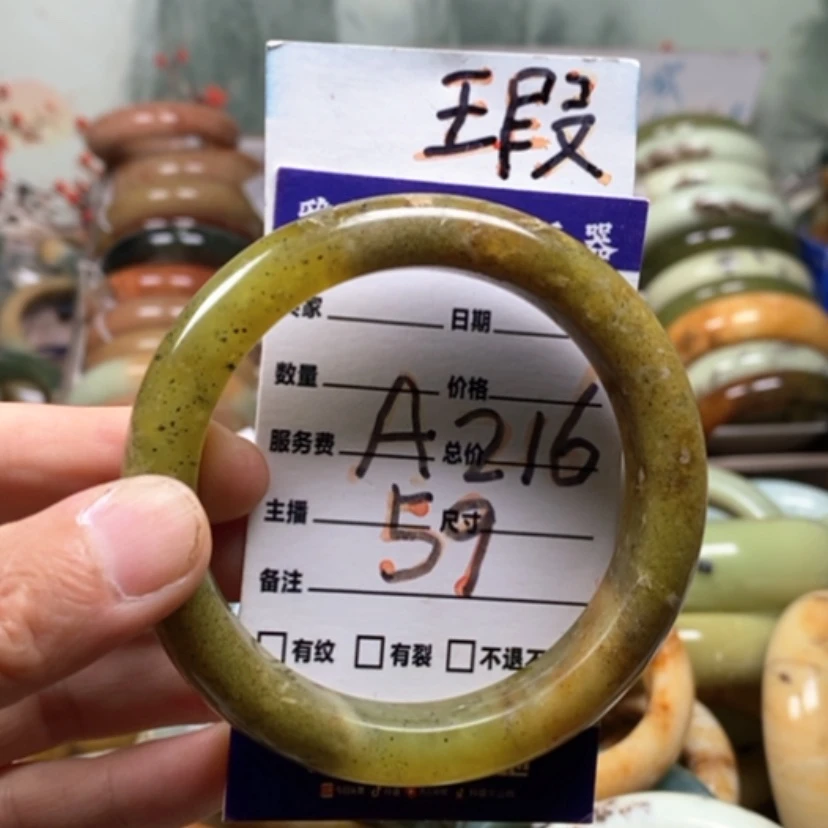 瑕
家
日期
数量
价格
A216
服务费
总价
主播
尺寸
59
备注
有纹
有裂
不退不